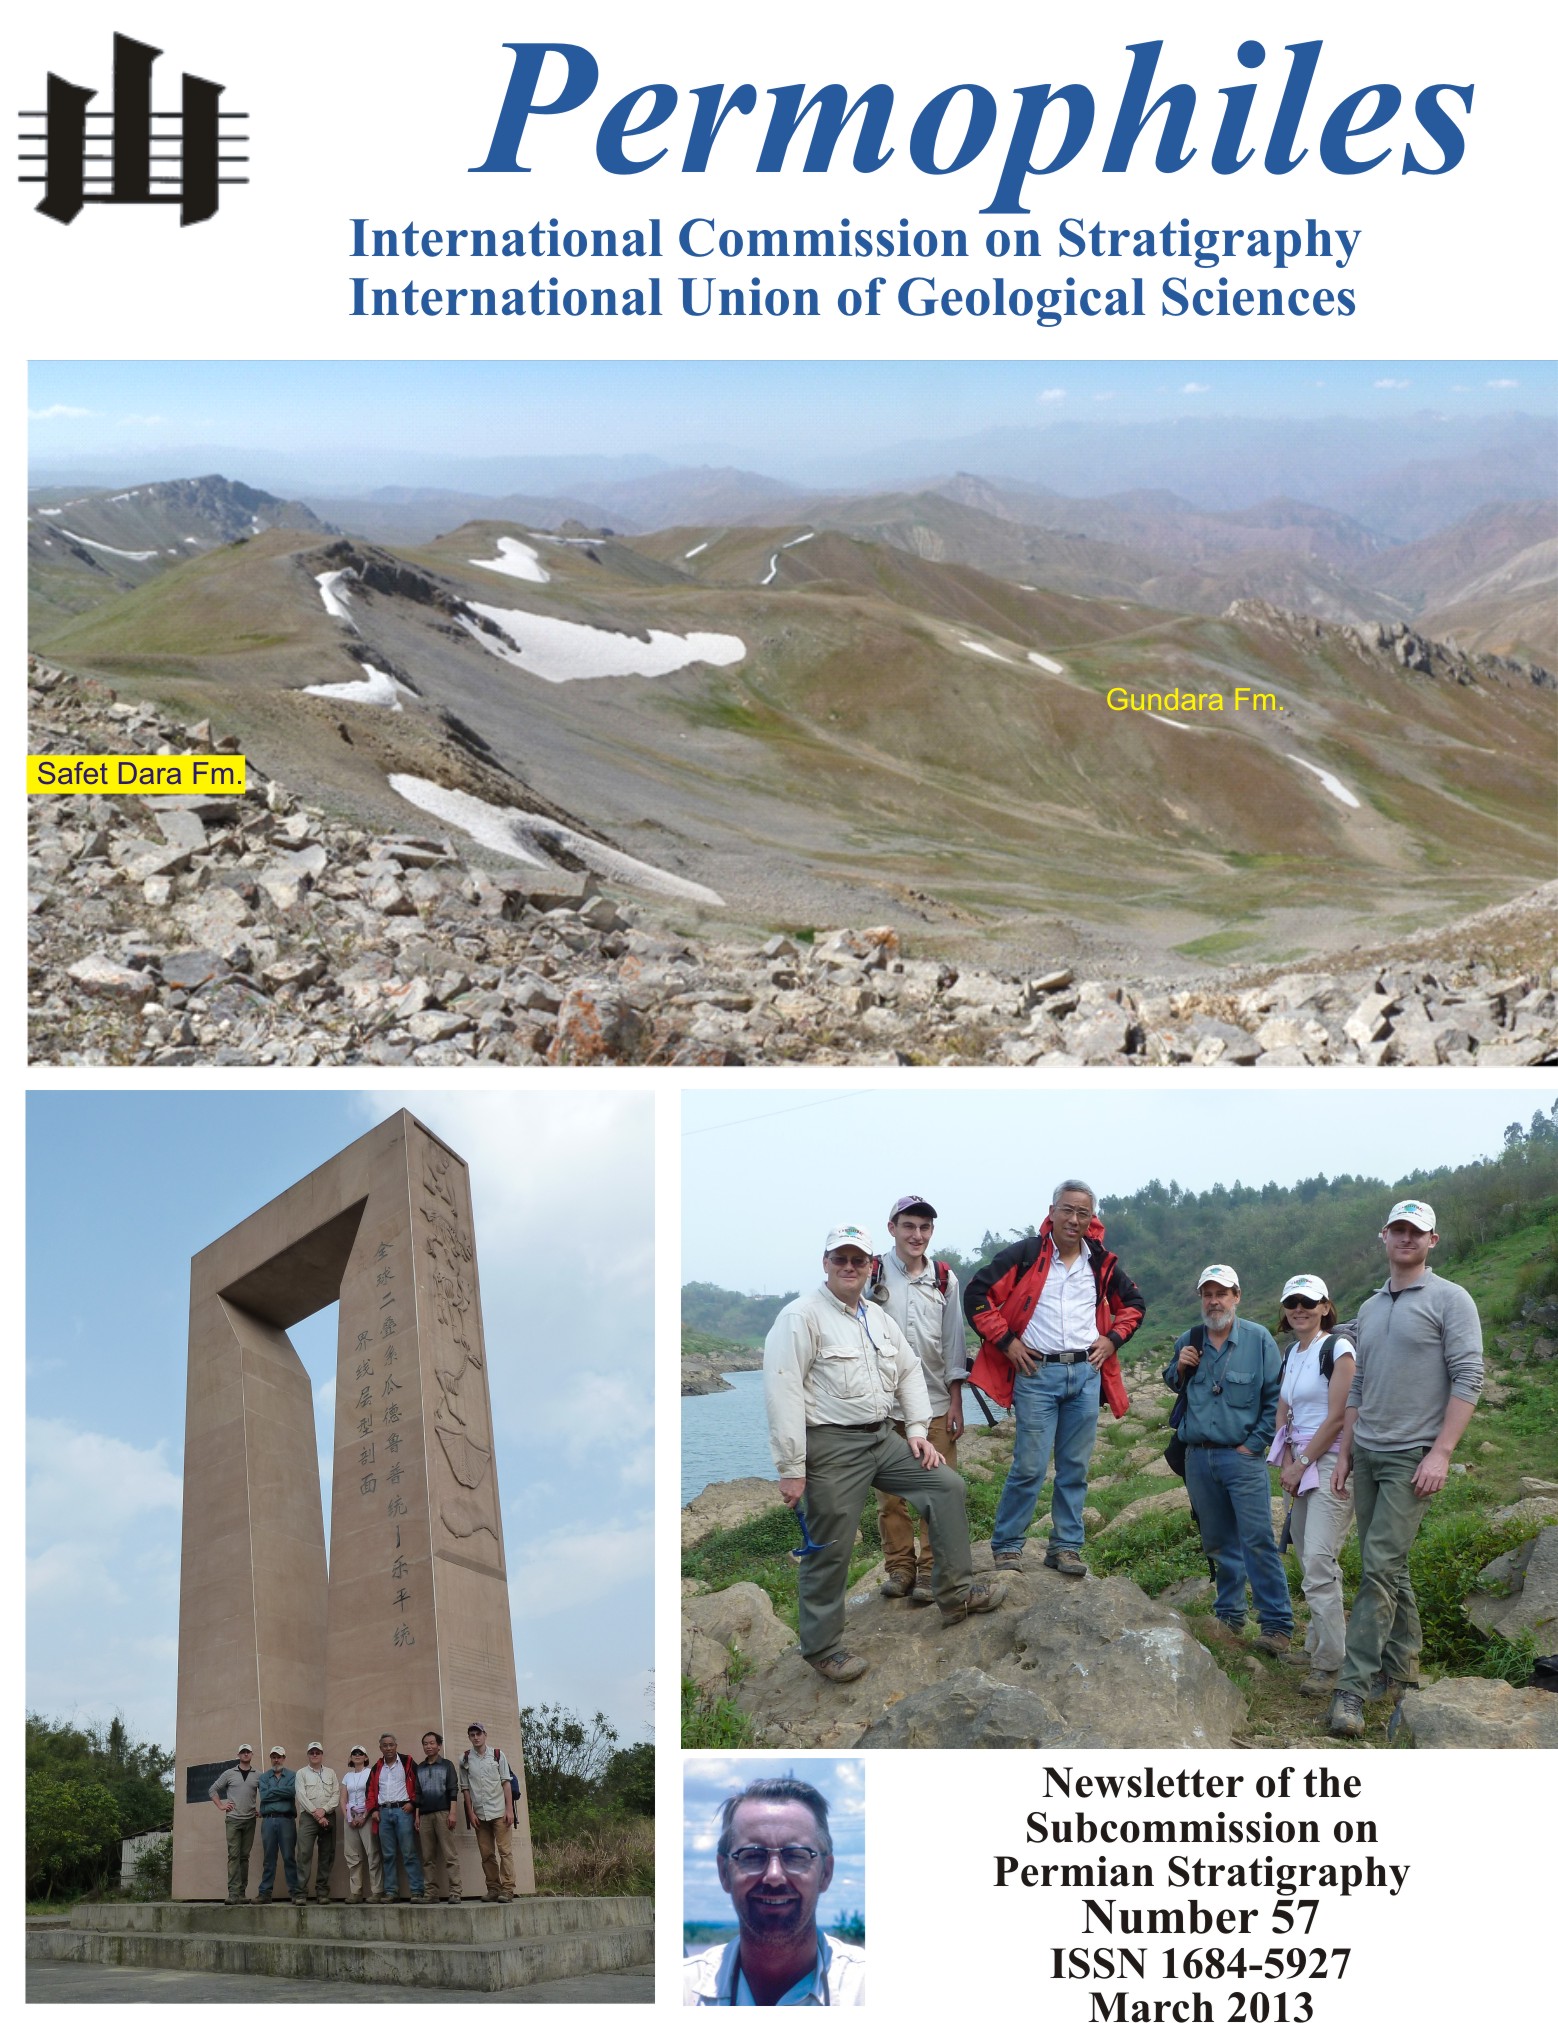 山
Permophiles
International Commission on Stratigraphy
International Union of Geological Sciences
Gundara Fm.
Safet Dara Fm.
全球二叠系瓜德鲁普统—乐平统
界线层型剖面
Newsletter of the
Subcommission on
Permian Stratigraphy
Number 57
ISSN 1684-5927
March 2013